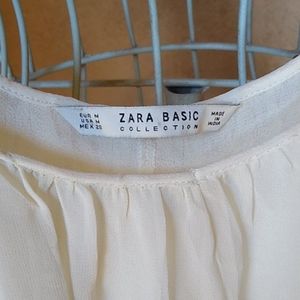 EUR M
USA M
MEX 28
ZARA BASIC
COLLECTION
MADE
IN
INDIA